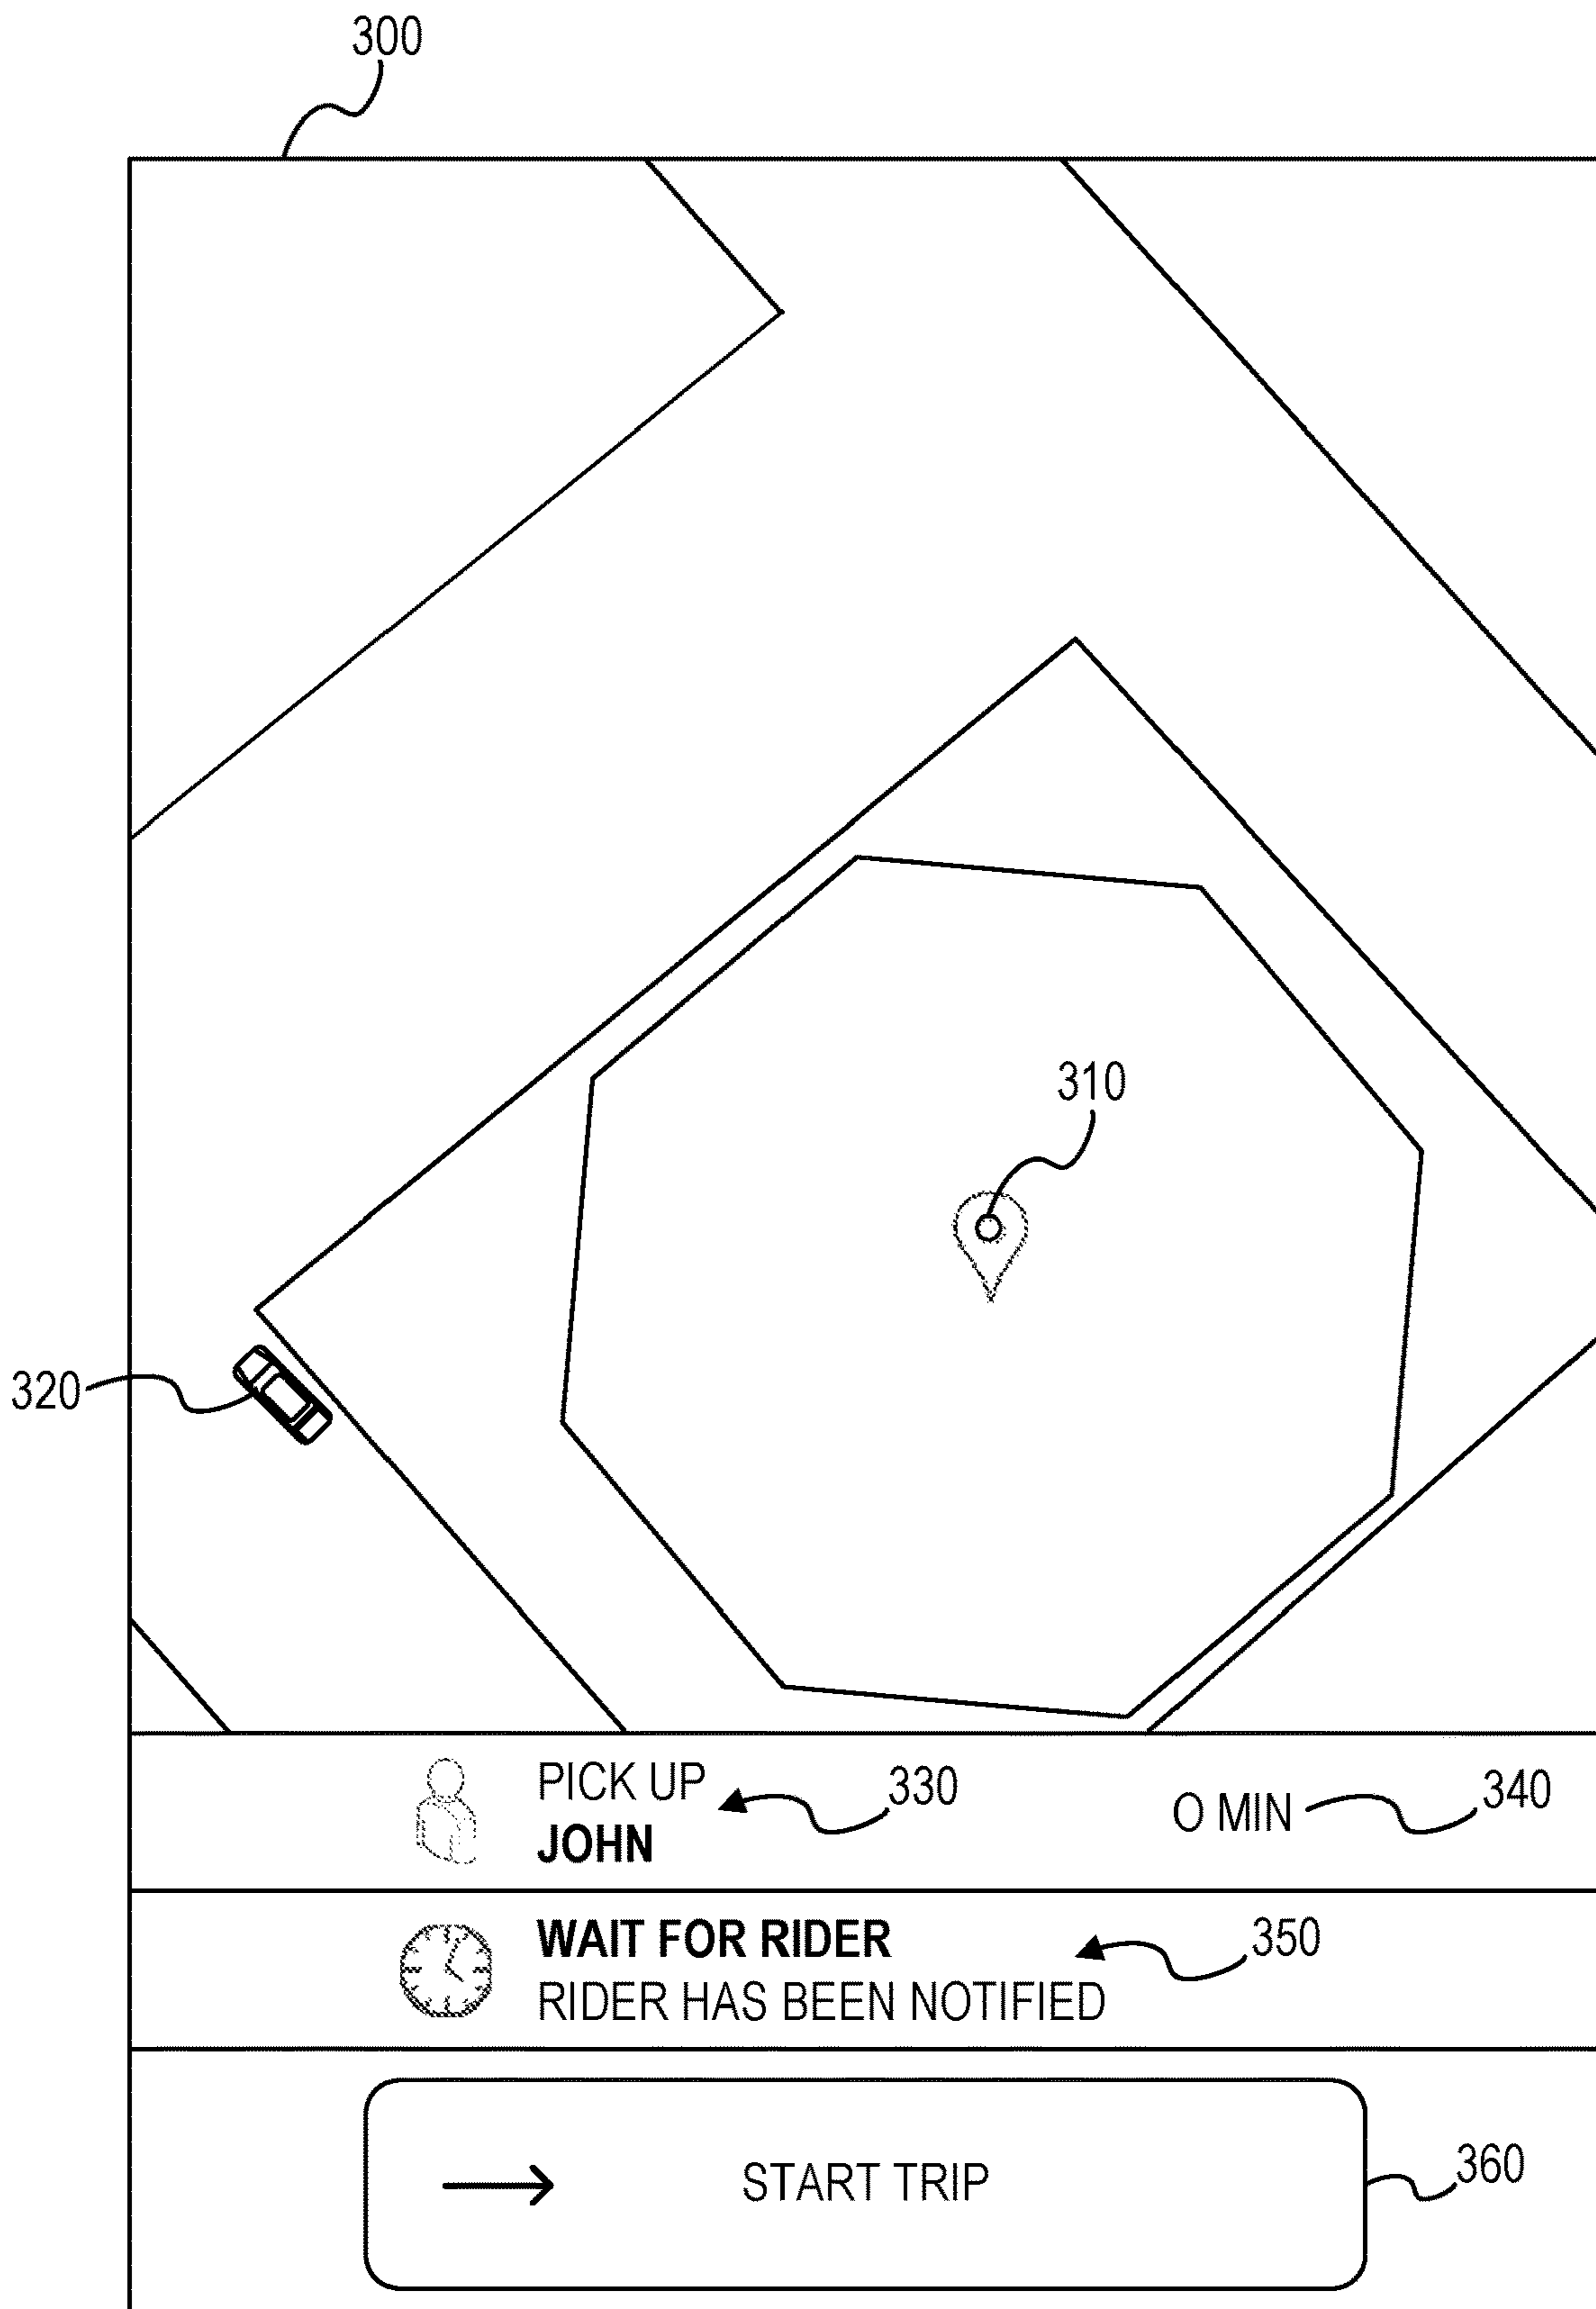 300
310
320
PICK UP
JOHN
330
O MIN
340
WAIT FOR RIDER
RIDER HAS BEEN NOTIFIED
350
START TRIP
360